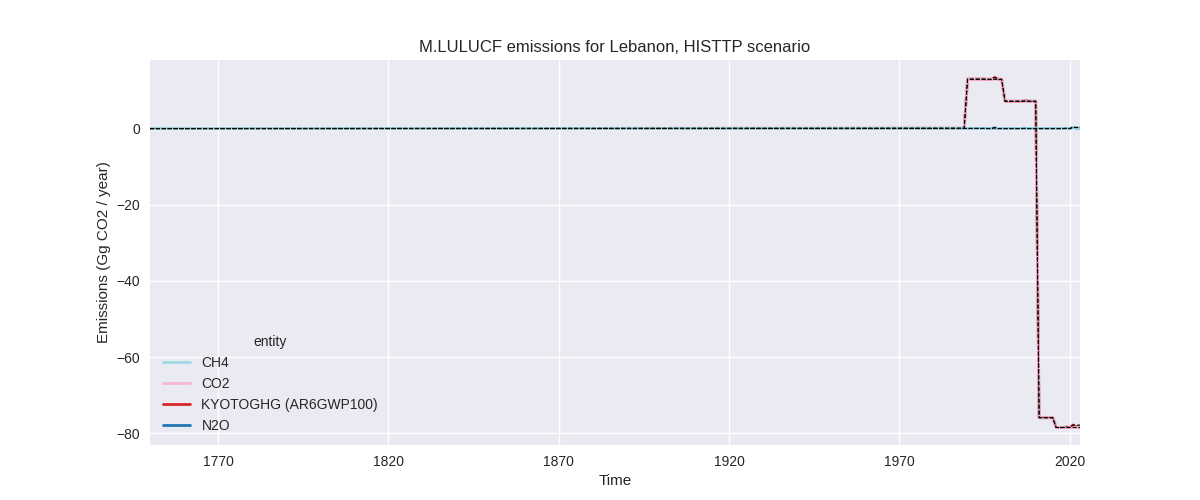 M.LULUCF emissions for Lebanon, HISTTP scenario
Emissions (Gg CO2 / year)
0
−20
−40
−60
−80
entity
CH4
CO2
KYOTOGHG (AR6GWP100)
N2O
1770
1820
1870
1920
1970
2020
Time